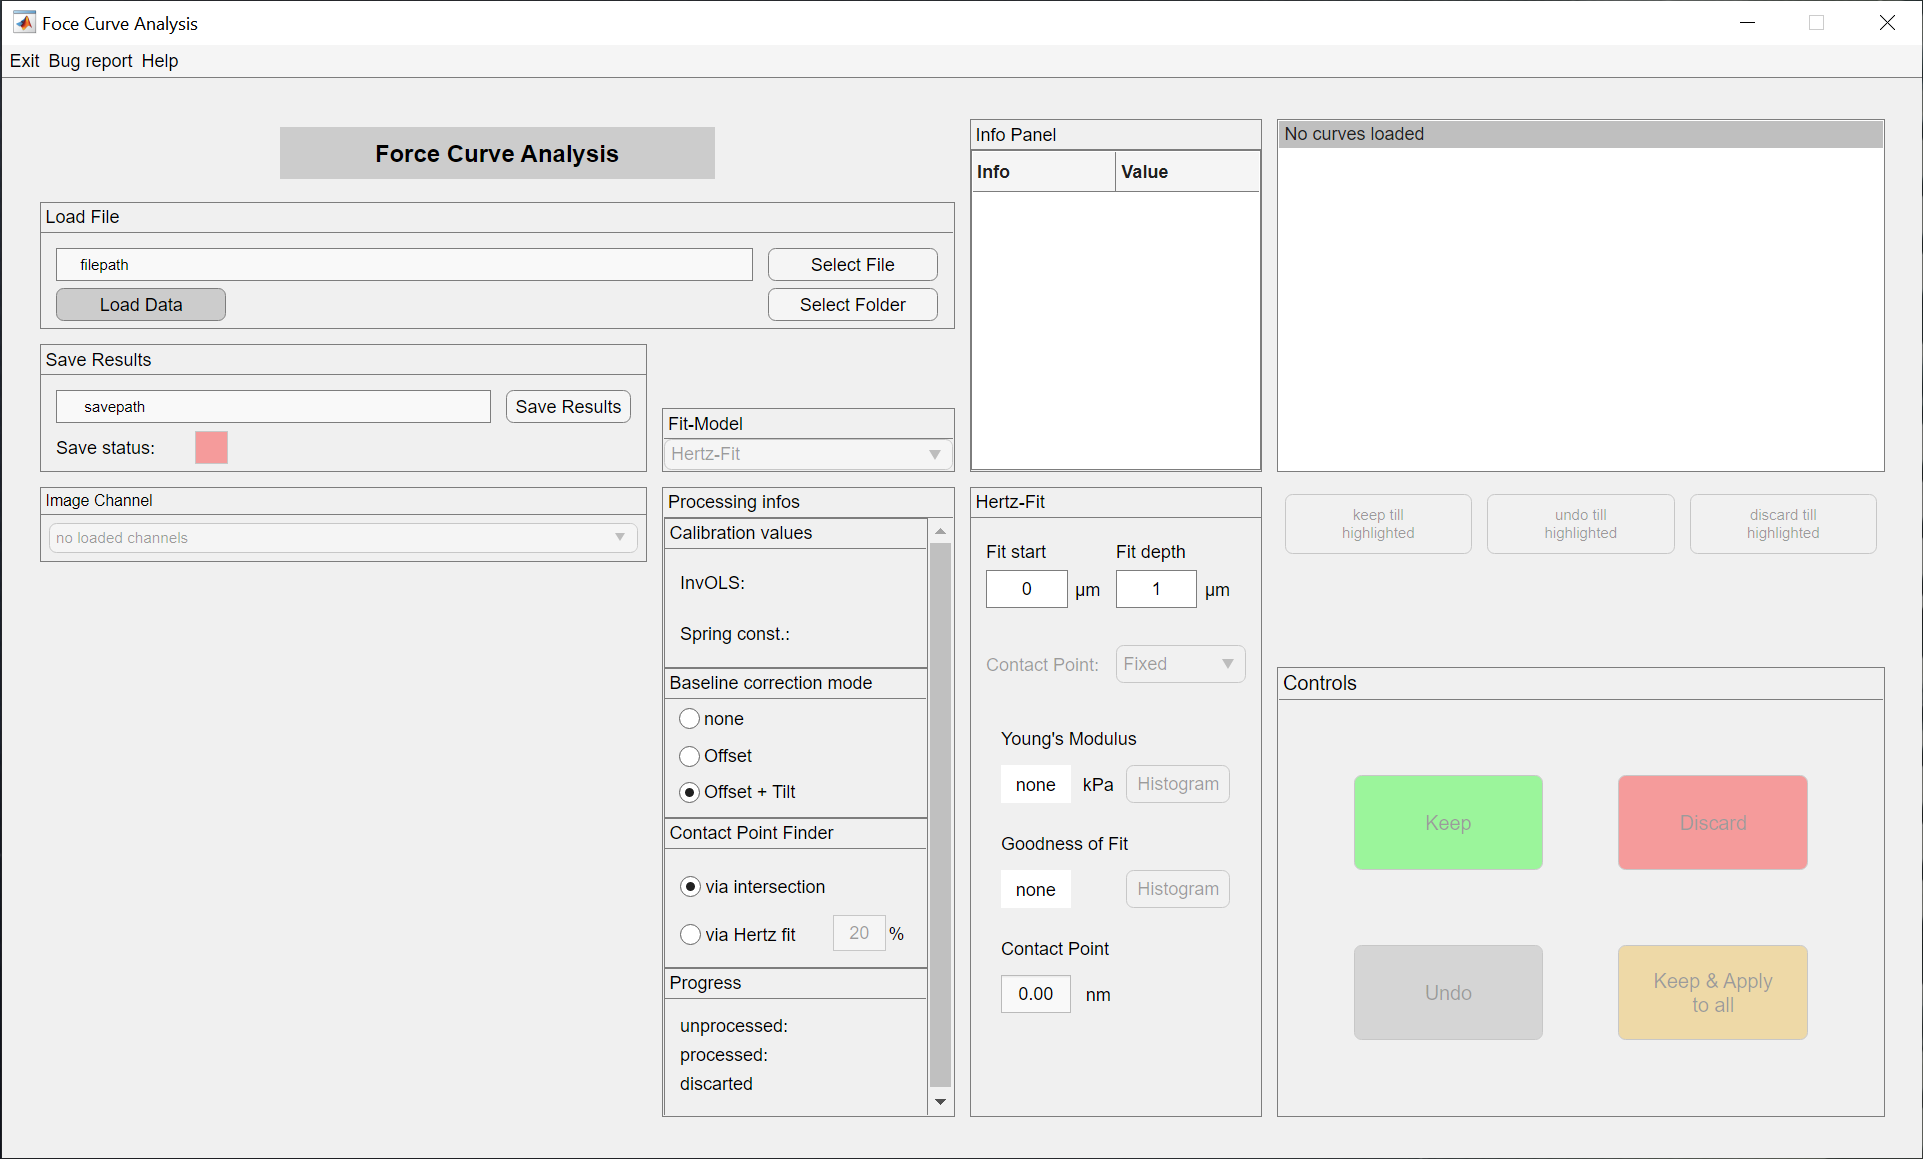 Foce Curve Analysis
Exit Bug report Help
Force Curve Analysis
Load File
filepath
Select File
Load Data
Select Folder
Save Results
savepath
Save Results
Save status:
Image Channel
no loaded channels
Fit-Model
Hertz-Fit
Processing infos
Calibration values
InvOLS:
Spring const.:
Baseline correction mode
none
Offset
Offset + Tilt
Contact Point Finder
via intersection
via Hertz fit 20 %
Progress
unprocessed:
processed:
discarted
Info Panel
Info Value
Hertz-Fit
Fit start Fit depth
0 µm 1 µm
Contact Point: Fixed
Young's Modulus
none kPa Histogram
Goodness of Fit
none Histogram
Contact Point
0.00 nm
No curves loaded
keep till
highlighted
undo till
highlighted
discard till
highlighted
Controls
Keep
Discard
Undo
Keep & Apply
to all